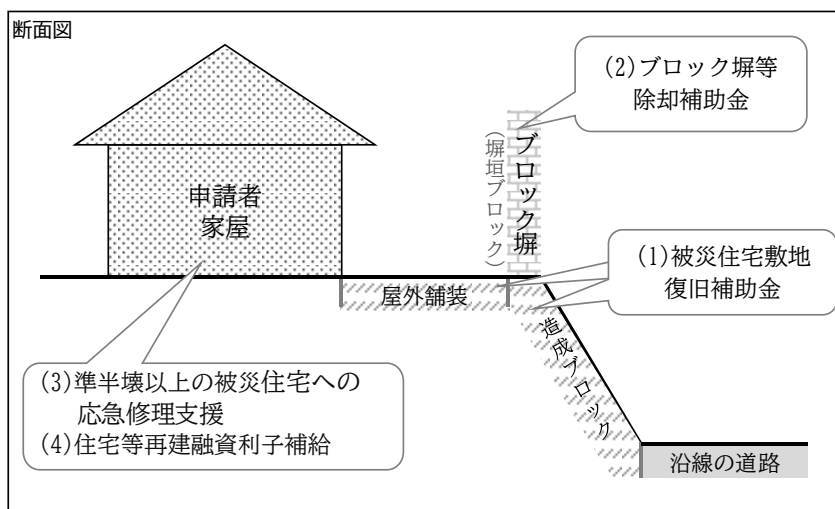 断面図
(2)ブロック塀等
除却補助金
ブロック塀
(塀垣ブロック)
申請者
家屋
(1)被災住宅敷地
復旧補助金
屋外舗装
造成ブロック
(3)準半壊以上の被災住宅への
応急修理支援
(4)住宅等再建融資利子補給
沿線の道路